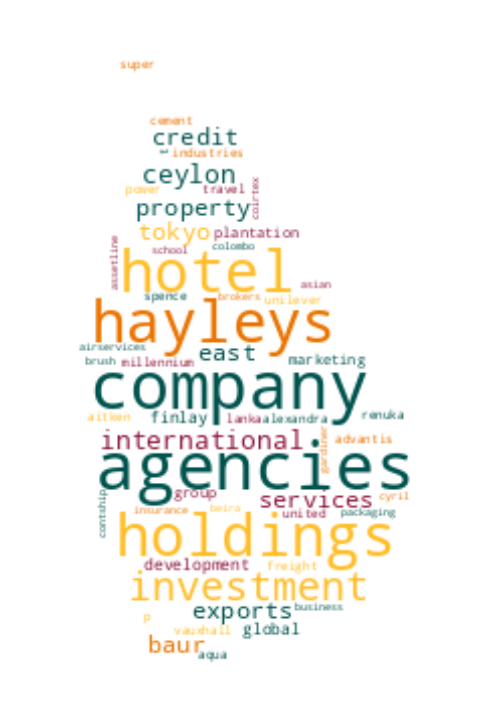 super
cement
credit
industries
ceylon
power travel
coirtex
property
tokyo plantation
school colombo
assetline
hotel
asian
spence brokers unilever
hayleys
airservices east
brush millennium marketing
company
aitken finlay lanka alexandra renuka
international gardiner advantis
agencies
group services cyril
contship
insurance beira united packaging
holdings
development freight
investment
exports business
p
vauxhall global
baur
aqua